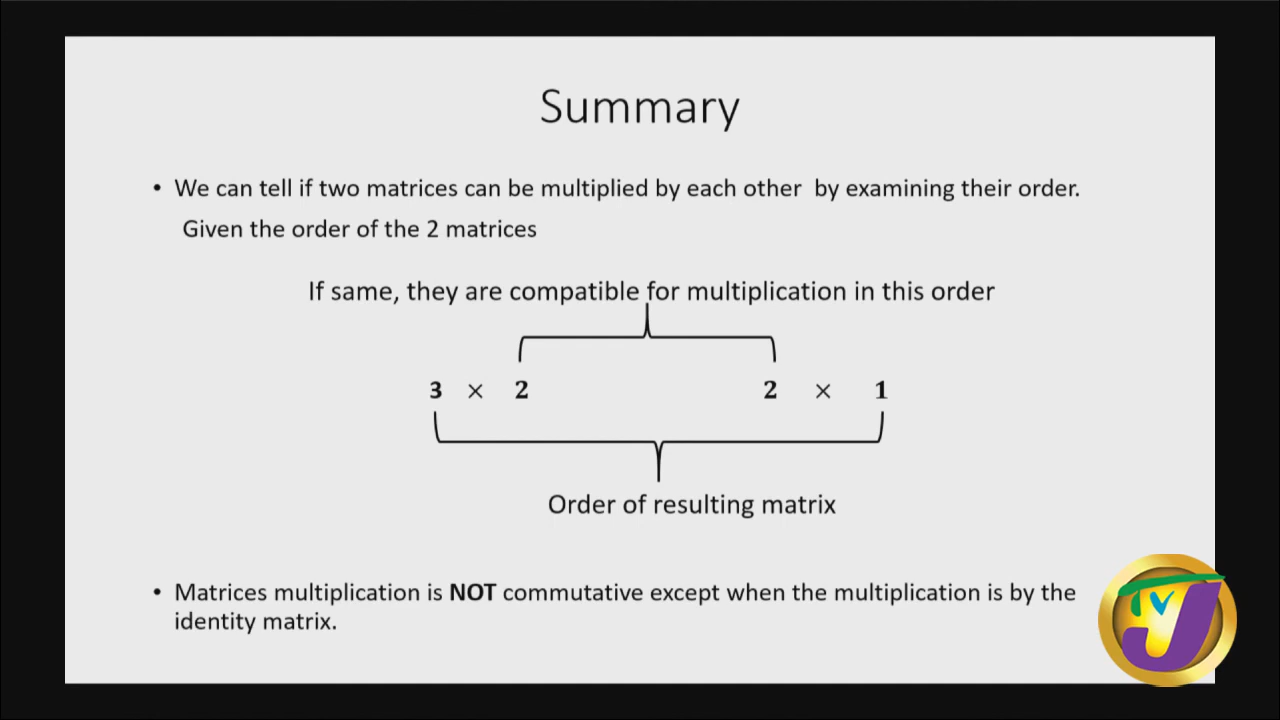 Summary
• We can tell if two matrices can be multiplied by each other  by examining their order.
Given the order of the 2 matrices
If same, they are compatible for multiplication in this order
3 × 2 2 × 1
Order of resulting matrix
• Matrices multiplication is NOT commutative except when the multiplication is by the
identity matrix.
TVJ